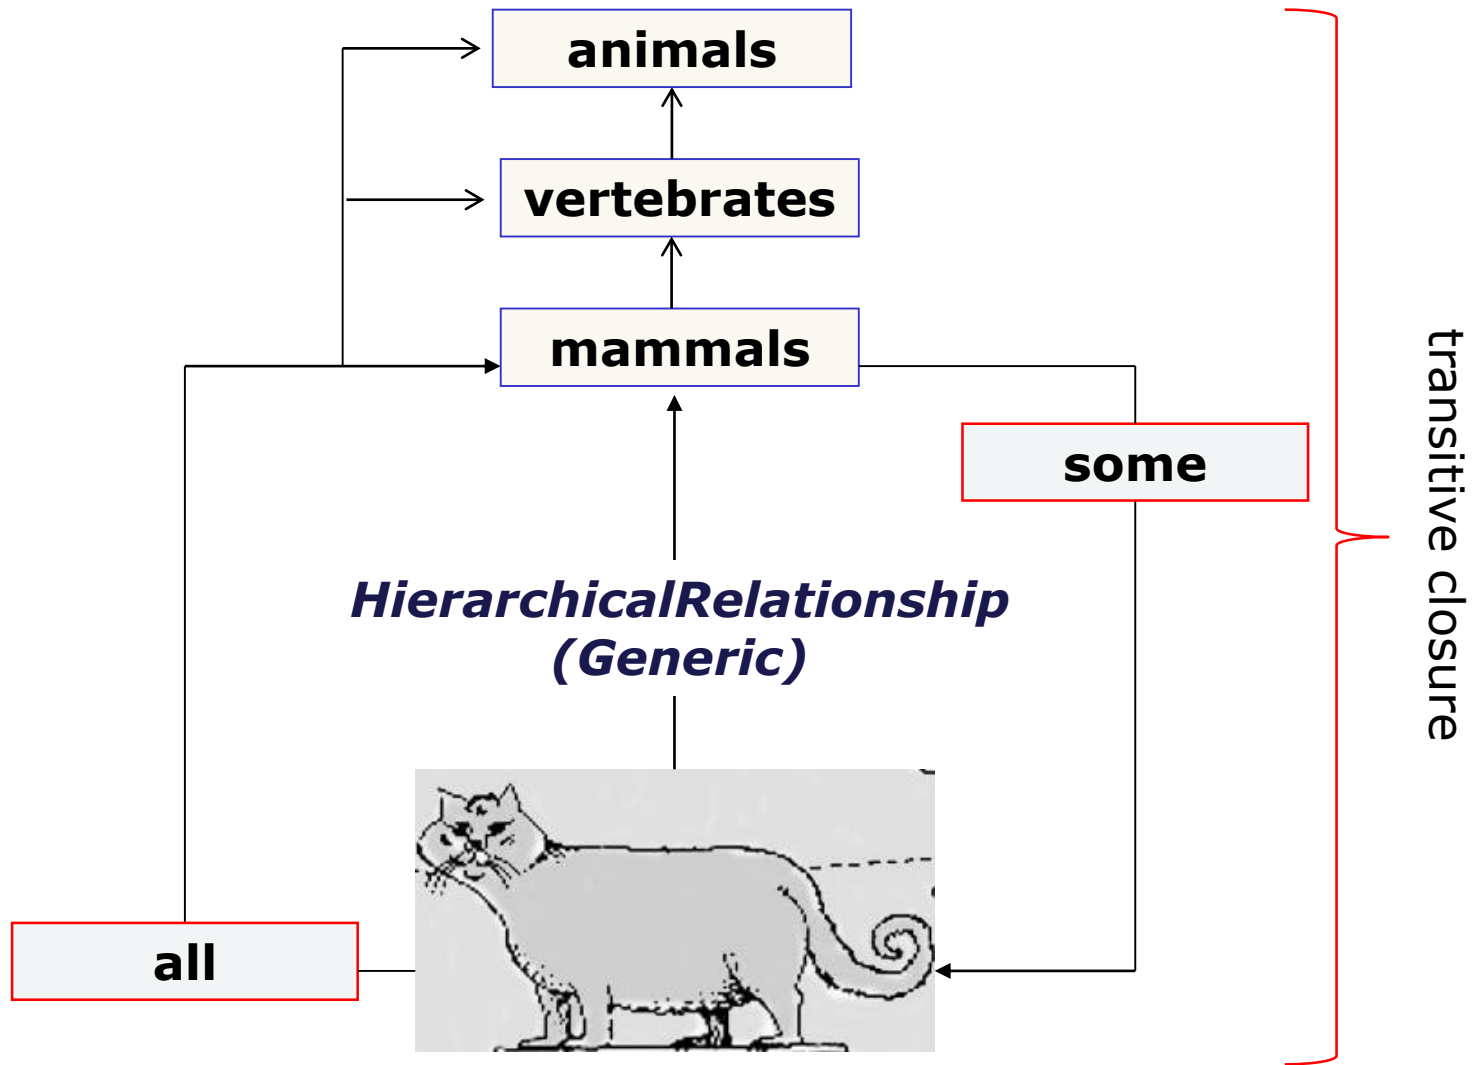 animals
vertebrates
mammals
some
HierarchicalRelationship
(Generic)
all
transitive closure